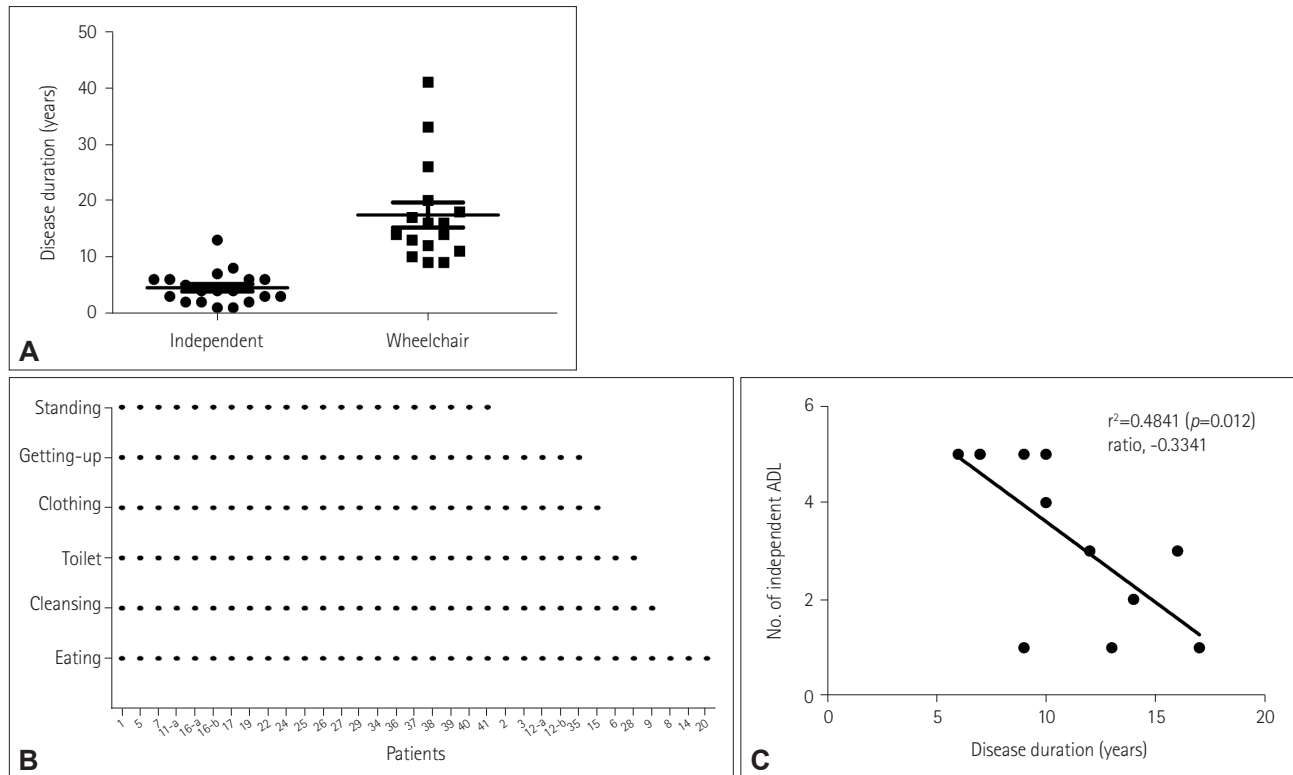 50
40
30
20
10
0
Disease duration (years)
Independent Wheelchair
A
Standing
Getting-up
Clothing
Toilet
Cleansing
Eating
1 5 7 11-a 16-a 16-b 17 19 22 24 25 26 27 29 34 36 37 38 39 40 41 2 3 12-a 12-b 35 15 6 28 9 8 14 20
Patients
B
6
4
2
0
No. of independent ADL
r²=0.4841 (p=0.012)
ratio, -0.3341
0 5 10 15 20
Disease duration (years)
C